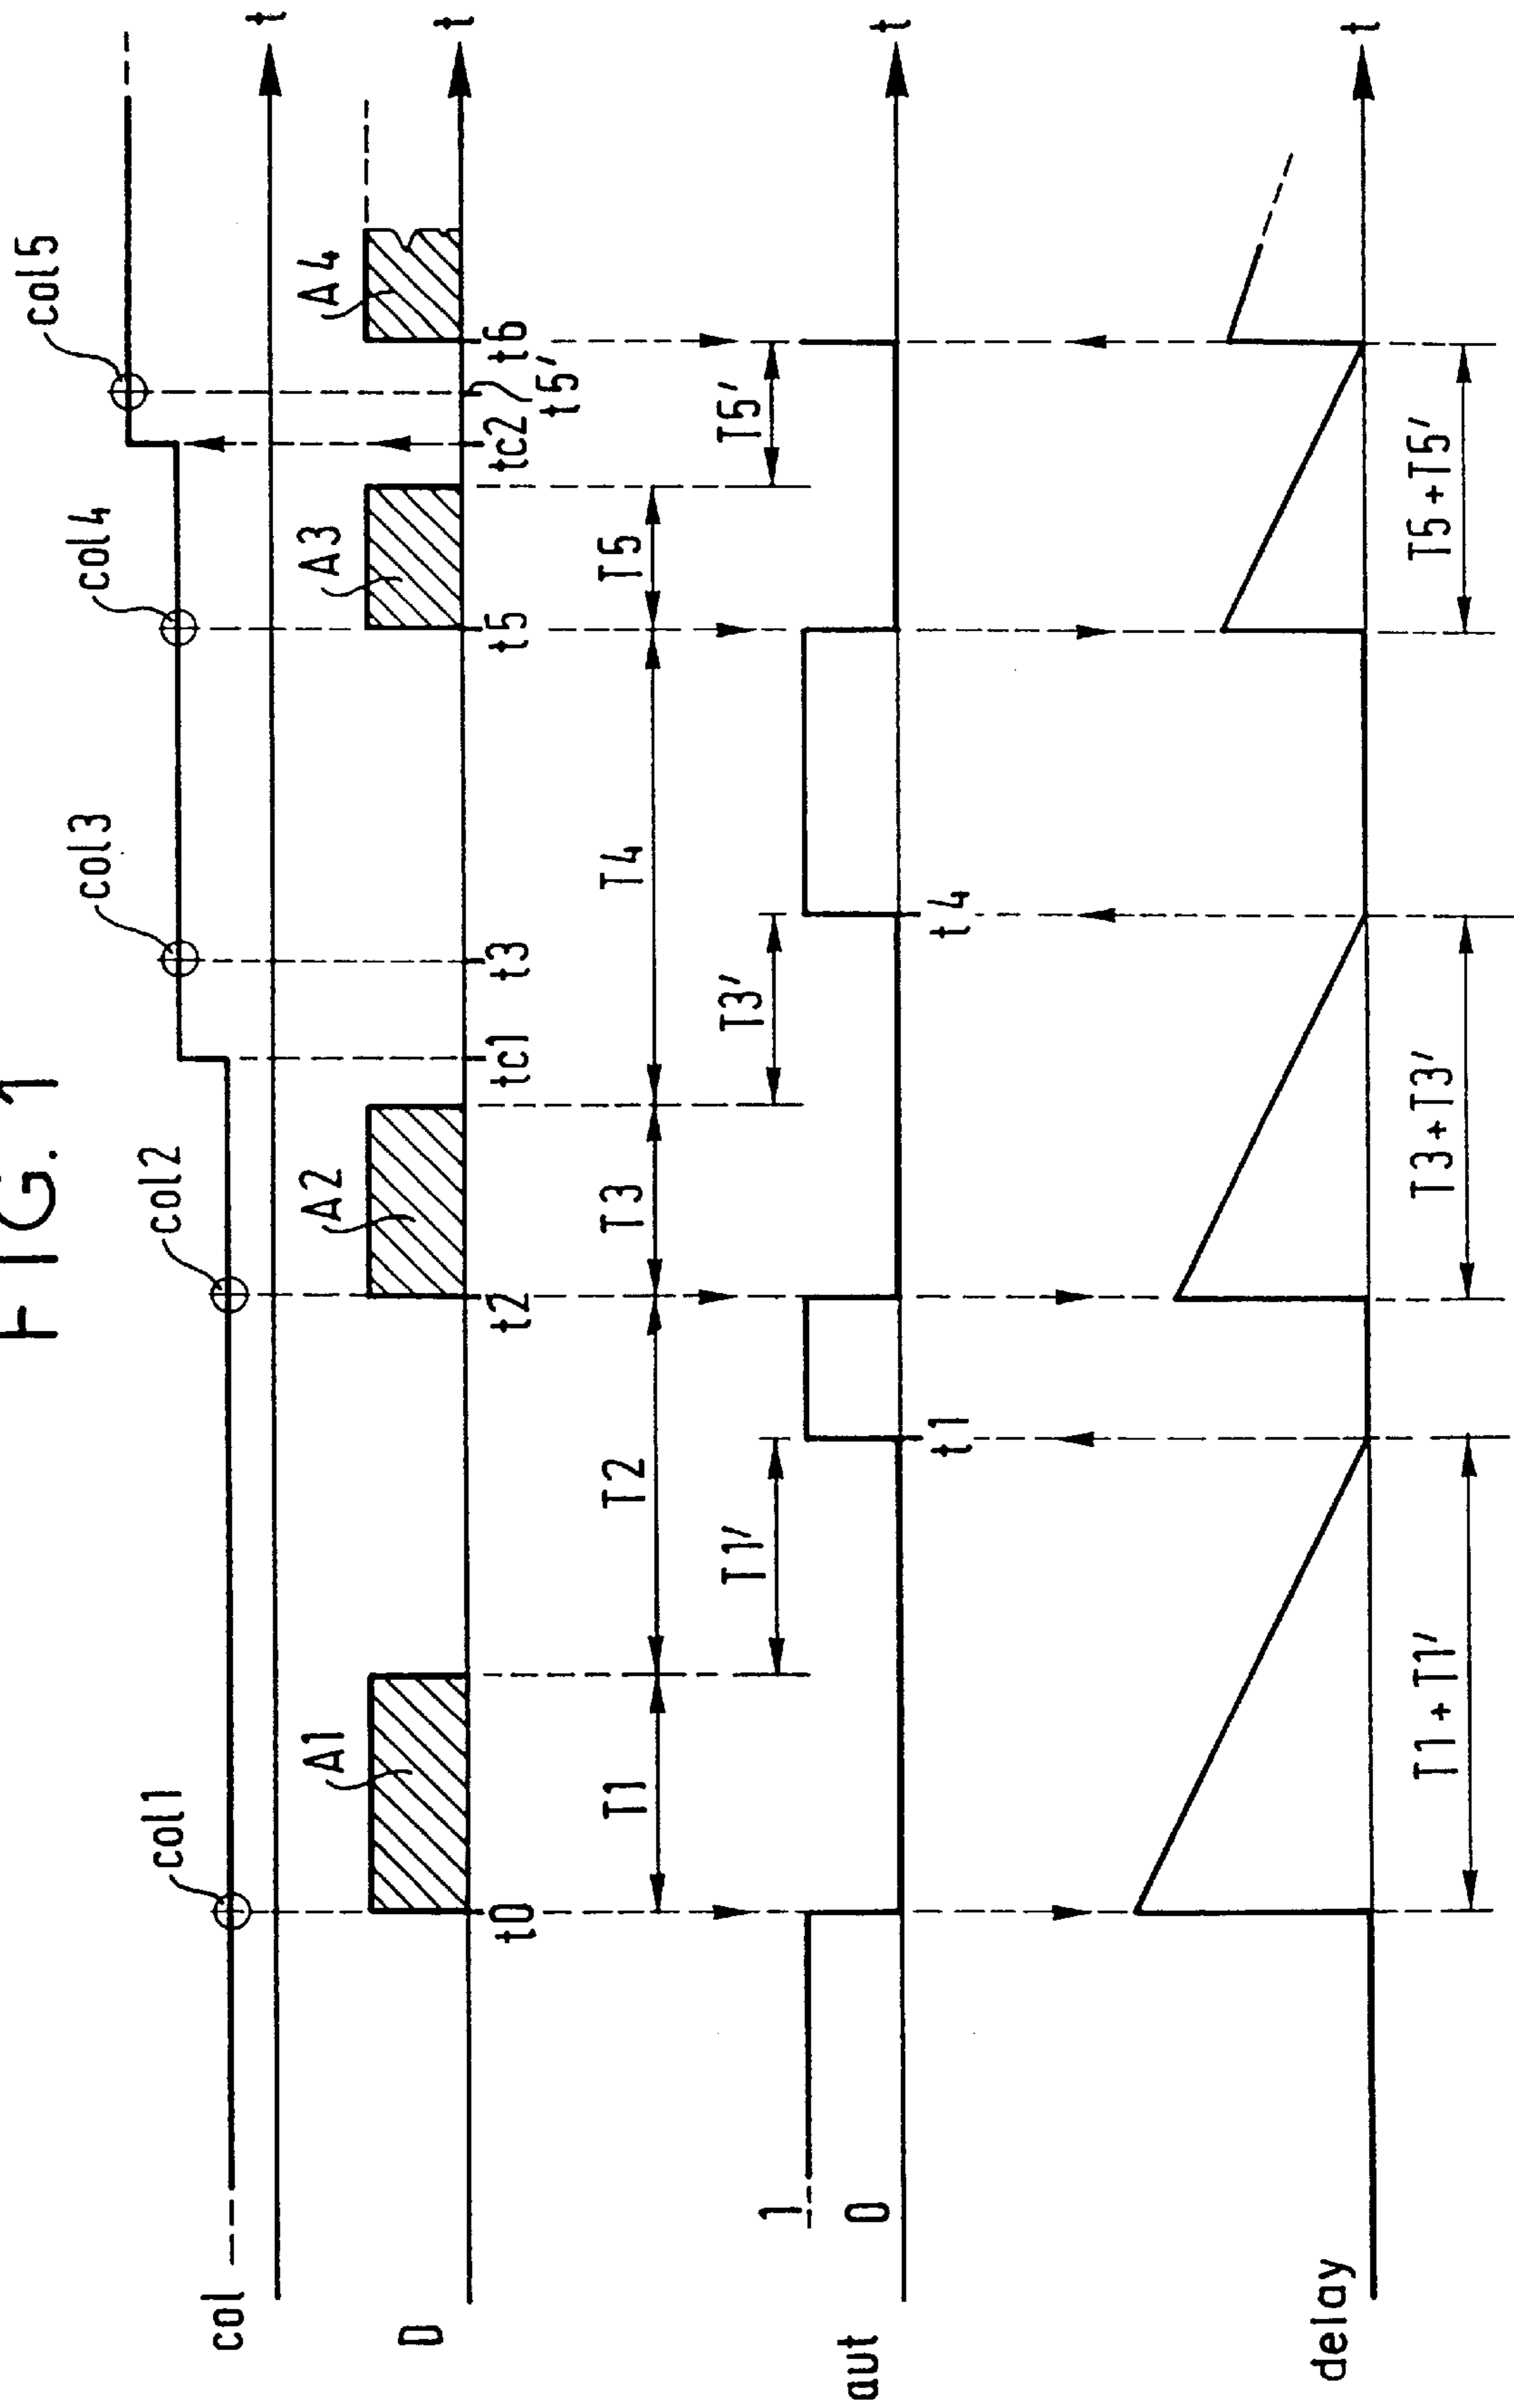 FIG. 1
col
col1
col2
col3
col4
col5
t
D
A1
A2
A3
A4
t
t0
t2
tc1
t3
t5
tc2
t5'
t6
T1
T2
T3
T4
T5
T1'
T3'
T5'
aut
1
0
t1
t4
t
delay
t
T1+T1'
T3+T3'
T5+T5'